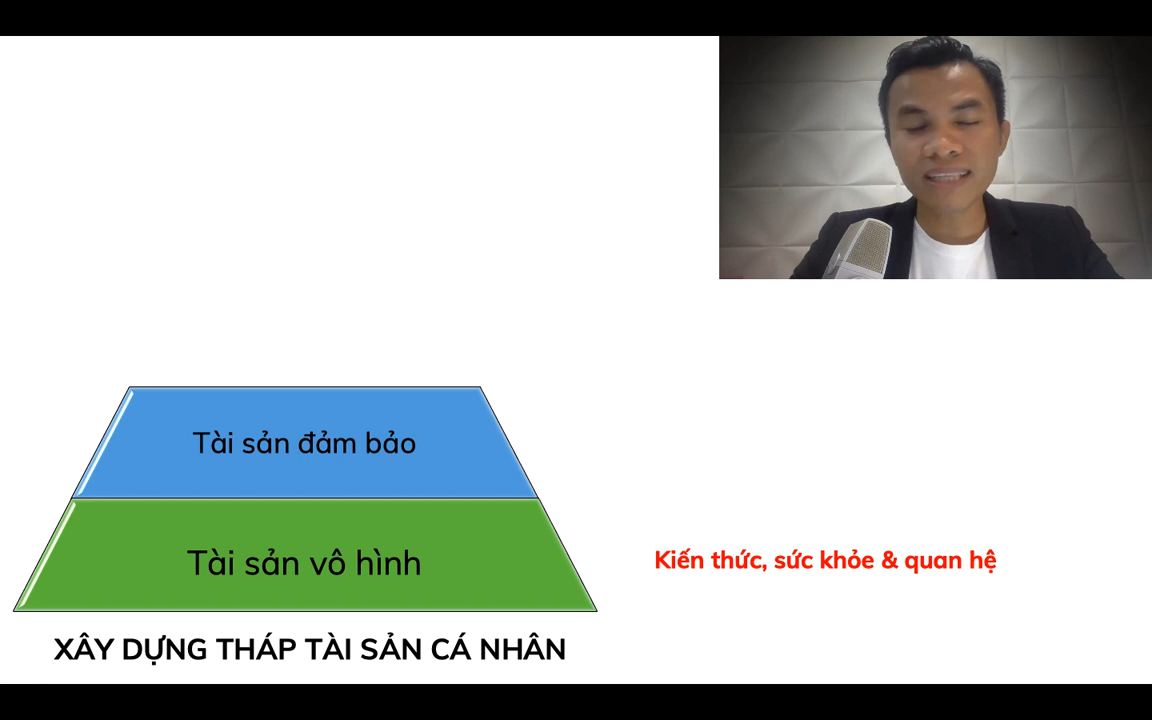 Tài sản đảm bảo
Tài sản vô hình
Kiến thức, sức khỏe & quan hệ
XÂY DỰNG THÁP TÀI SẢN CÁ NHÂN